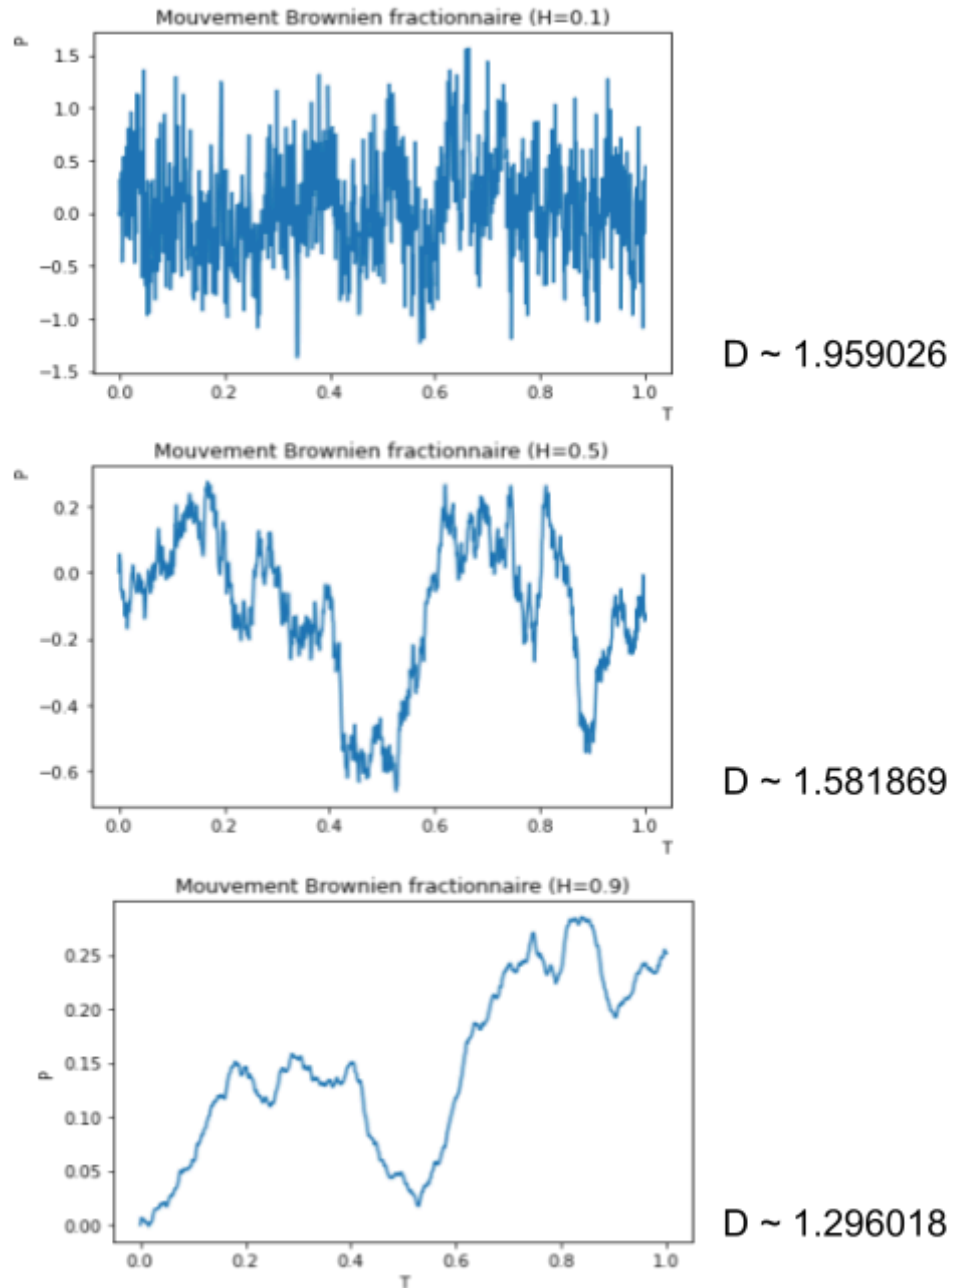 Mouvement Brownien fractionnaire (H=0.1)
P
1.5
1.0
0.5
0.0
−0.5
−1.0
−1.5
0.0 0.2 0.4 0.6 0.8 1.0
T
D ~ 1.959026
Mouvement Brownien fractionnaire (H=0.5)
P
0.2
0.0
−0.2
−0.4
−0.6
0.0 0.2 0.4 0.6 0.8 1.0
T
D ~ 1.581869
Mouvement Brownien fractionnaire (H=0.9)
P
0.25
0.20
0.15
0.10
0.05
0.00
0.0 0.2 0.4 0.6 0.8 1.0
T
D ~ 1.296018